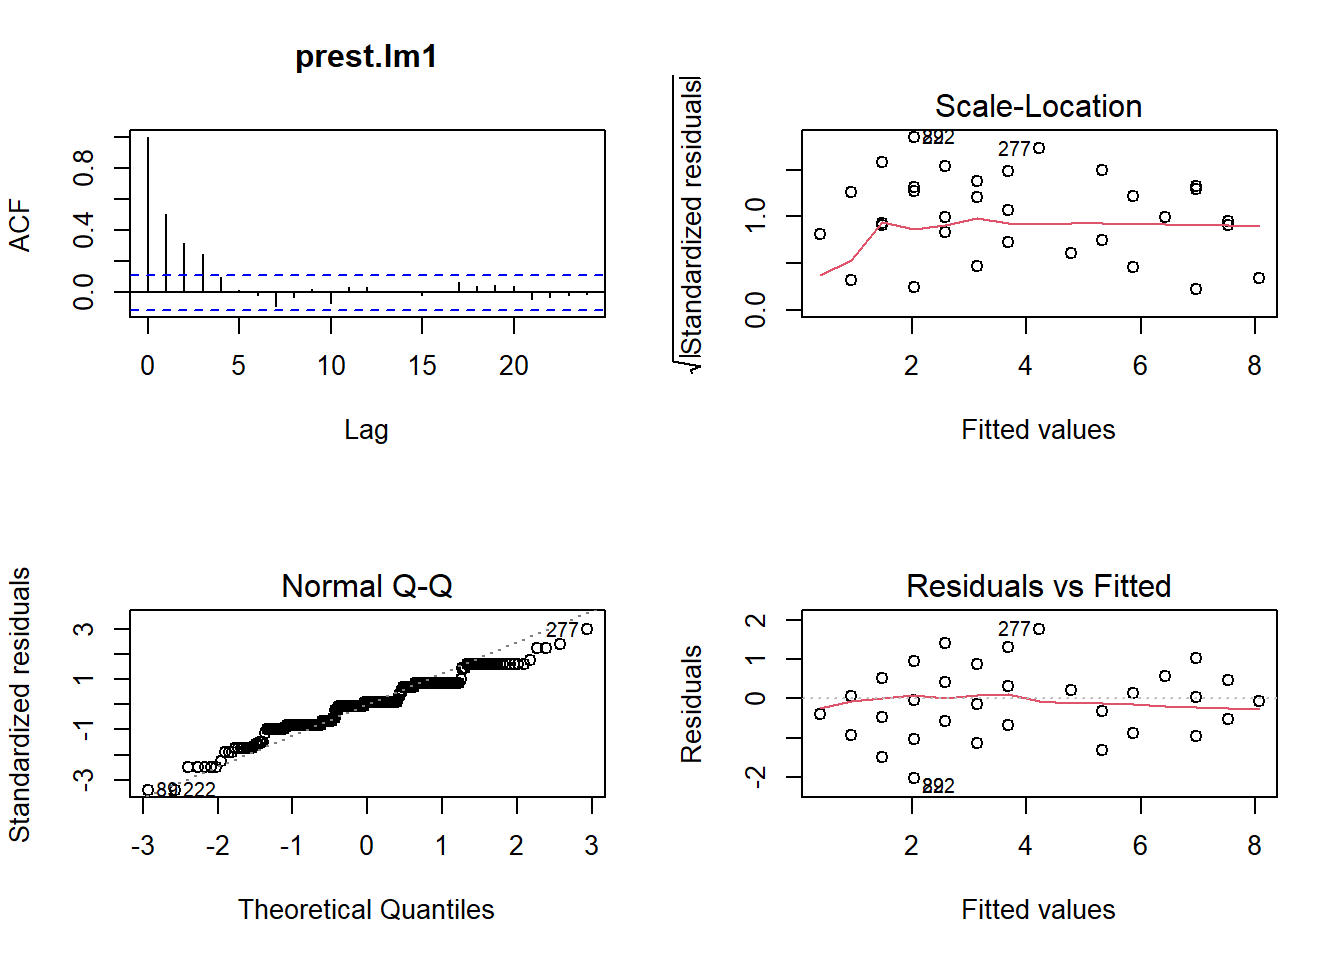 prest.lm1
ACF
0.0 0.4 0.8
0 5 10 15 20
Lag
Scale-Location
√|Standardized residuals|
0.0 1.0
277
2 4 6 8
Fitted values
Normal Q-Q
Standardized residuals
-3 -1 1 3
277
222
-3 -2 -1 0 1 2 3
Theoretical Quantiles
Residuals vs Fitted
Residuals
-2 0 1 2
277
2 4 6 8
Fitted values